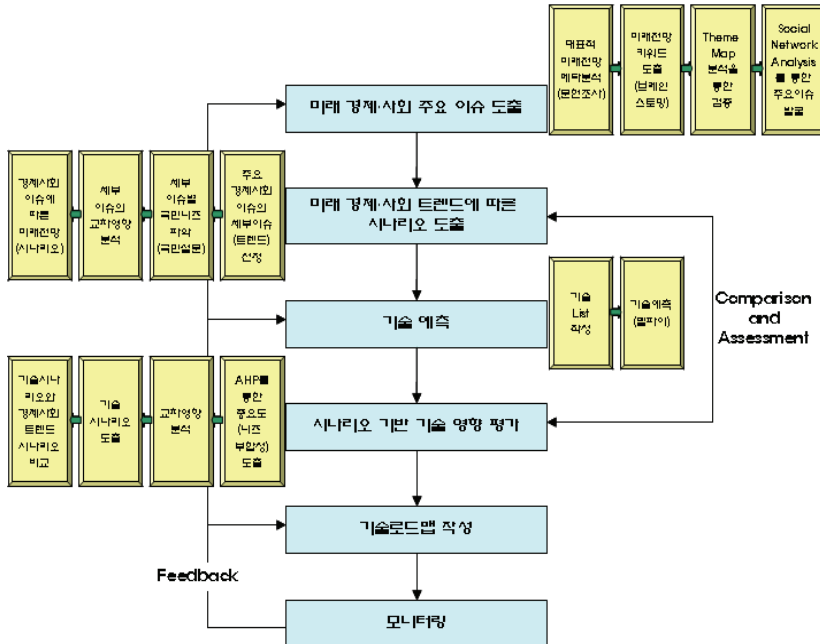 대표적
미래전망
메타분석
(문헌조사)
미래전망
키워드
도출
(브레인
스토밍)
Theme
Map
분석을
통한
검증
Social
Network
Analysis
를 통한
주요이슈
발굴
미래 경제·사회 주요 이슈 도출
경제사회
이슈에
따른
미래전망
(시나리오)
세부
이슈의
교차영향
분석
세부
이슈별
국민니즈
파악
(국민설문)
주요
경제사회
이슈의
세부이슈
(트렌드)
선정
미래 경제·사회 트렌드에 따른
시나리오 도출
기술 예측
기술
List
작성
기술예측
(델파이)
Comparison
and
Assessment
기술시나
리오와
경제사회
트렌드
시나리오
비교
기술
시나리오
도출
교차영향
분석
AHP를
통한
중요도
(니즈
부합성)
도출
시나리오 기반 기술 영향 평가
기술로드맵 작성
Feedback
모니터링